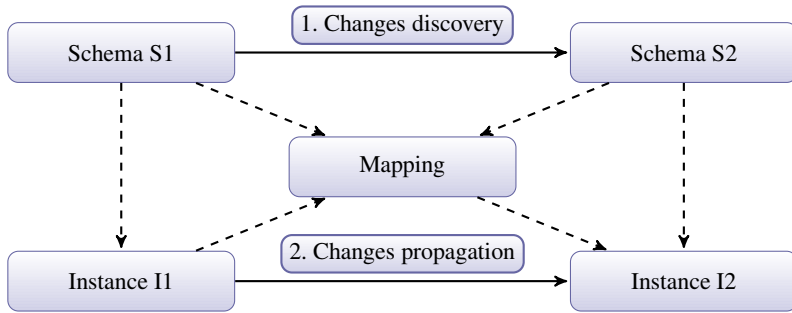 1. Changes discovery
Schema S1
Schema S2
Mapping
2. Changes propagation
Instance I1
Instance I2